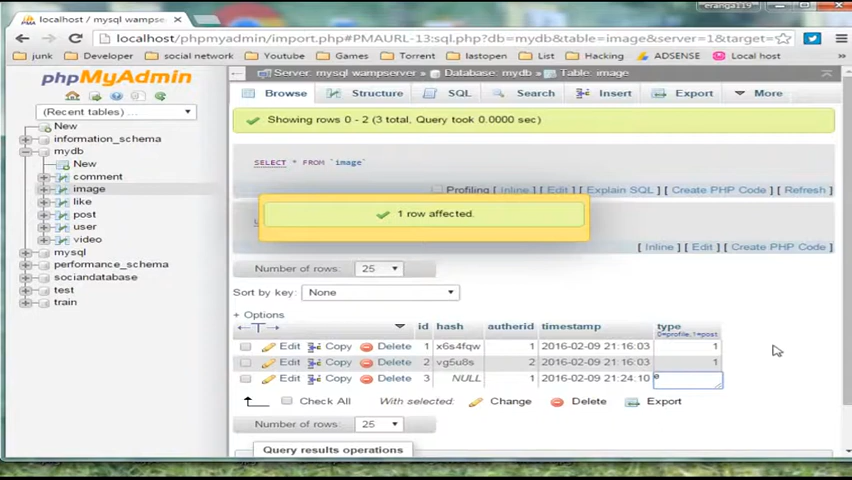 eranga119
localhost / mysql wampse
localhost/phpmyadmin/import.php#PMAURL-13:sql.php?db=mydb&table=image&server=1&target=
junk Developer social network Youtube Games Torrent lastopen List Hacking ADSENSE Local host
phpMyAdmin
(Recent tables) ...
New
information_schema
mydb
New
comment
image
like
post
user
video
mysql
performance_schema
sociandatabase
test
train
Server: mysql wampserver » Database: mydb » Table: image
Browse Structure SQL Search Insert Export More
Showing rows 0 - 2 (3 total, Query took 0.0000 sec)
SELECT * FROM `image`
Profiling [ Inline ] [ Edit ] [ Explain SQL ] [ Create PHP Code ] [ Refresh ]
1 row affected.
[ Inline ] [ Edit ] [ Create PHP Code ]
Number of rows: 25
Sort by key: None
+ Options
←T→ id hash autherid timestamp type
0=profile, 1=post
Edit Copy Delete 1 x6s4fqw 1 2016-02-09 21:16:03 1
Edit Copy Delete 2 vg5u8s 2 2016-02-09 21:16:03 1
Edit Copy Delete 3 NULL 1 2016-02-09 21:24:10
Check All With selected: Change Delete Export
Number of rows: 25
Query results operations